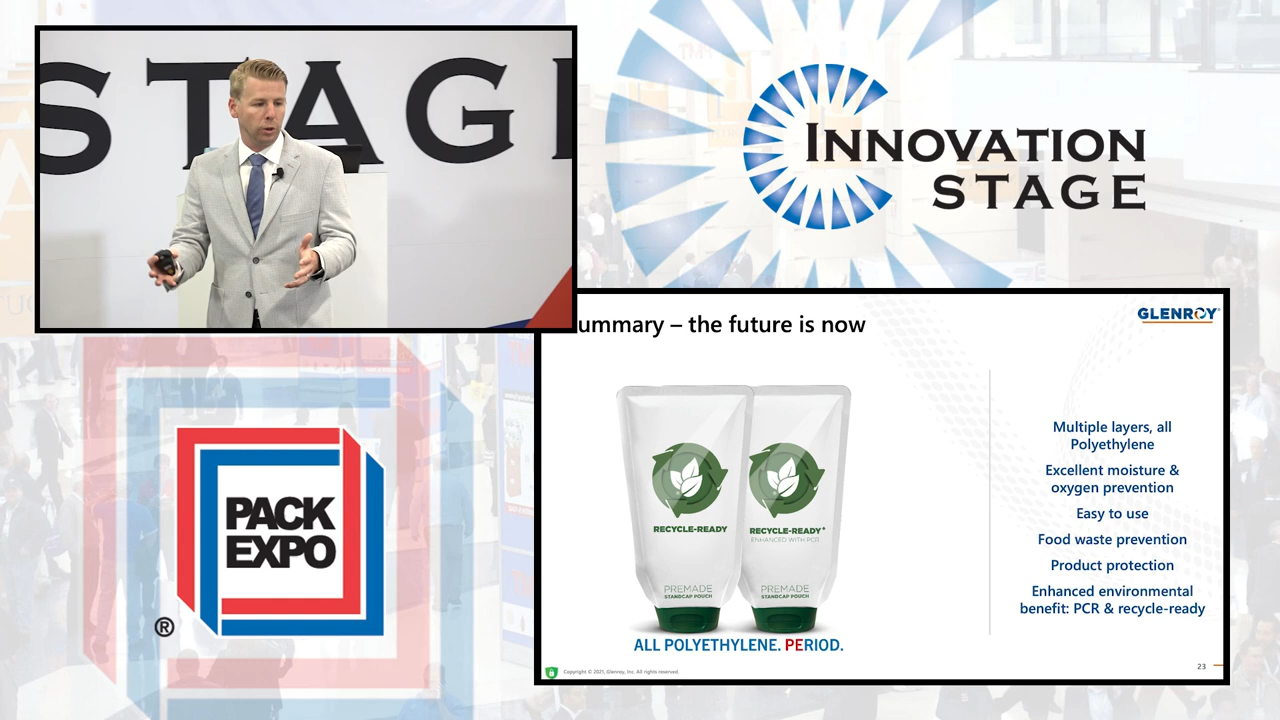 STAGE
INNOVATION
STAGE
PACK
EXPO
®
ummary – the future is now
GLENROY®
RECYCLE-READY
PREMADE
STANDCAP POUCH
RECYCLE-READY+
ENHANCED WITH PCR
PREMADE
STANDCAP POUCH
ALL POLYETHYLENE. PERIOD.
Multiple layers, all
Polyethylene
Excellent moisture &
oxygen prevention
Easy to use
Food waste prevention
Product protection
Enhanced environmental
benefit: PCR & recycle-ready
Copyright © 2021, Glenroy, Inc. All rights reserved.
23